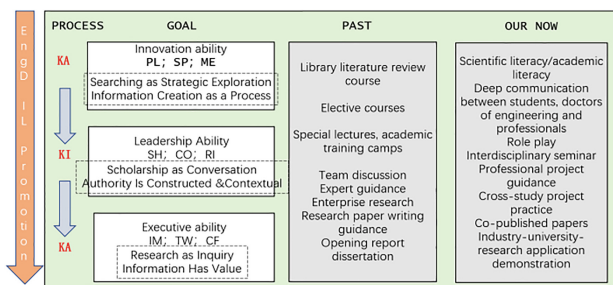 PROCESS
GOAL
PAST
OUR NOW
EngD IL Promotion
KA
Innovation ability
PL; SP; ME
Searching as Strategic Exploration
Information Creation as a Process
KI
Leadership Ability
SH; CO; RI
Scholarship as Conversation
Authority Is Constructed &Contextual
KA
Executive ability
IM; TW; CF
Research as Inquiry
Information Has Value
Library literature review
course
Elective courses
Special lectures, academic
training camps
Team discussion
Expert guidance
Enterprise research
Research paper writing
guidance
Opening report
dissertation
Scientific literacy/academic
literacy
Deep communication
between students, doctors
of engineering and
professionals
Role play
Interdisciplinary seminar
Professional project
guidance
Cross-study project
practice
Co-published papers
Industry-university-
research application
demonstration